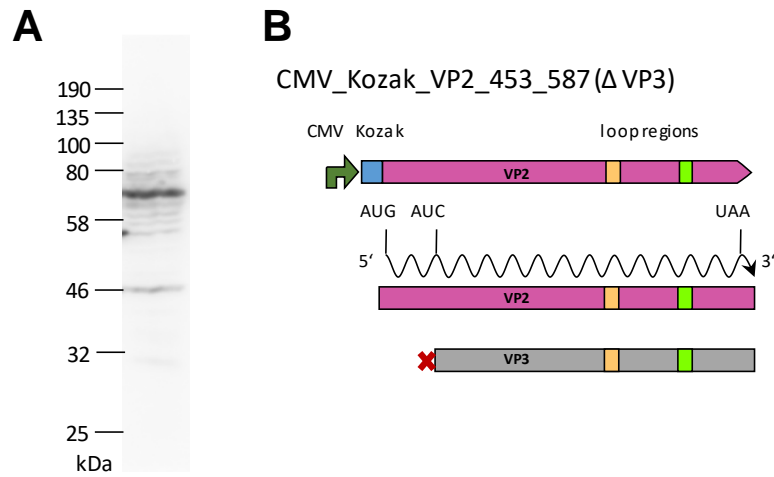 A
190
135
100
80
58
46
32
25
kDa
B
CMV_Kozak_VP2_453_587 (Δ VP3)
CMV Kozak loop regions
VP2
AUG AUC UAA
5‘ 3‘
VP2
VP3